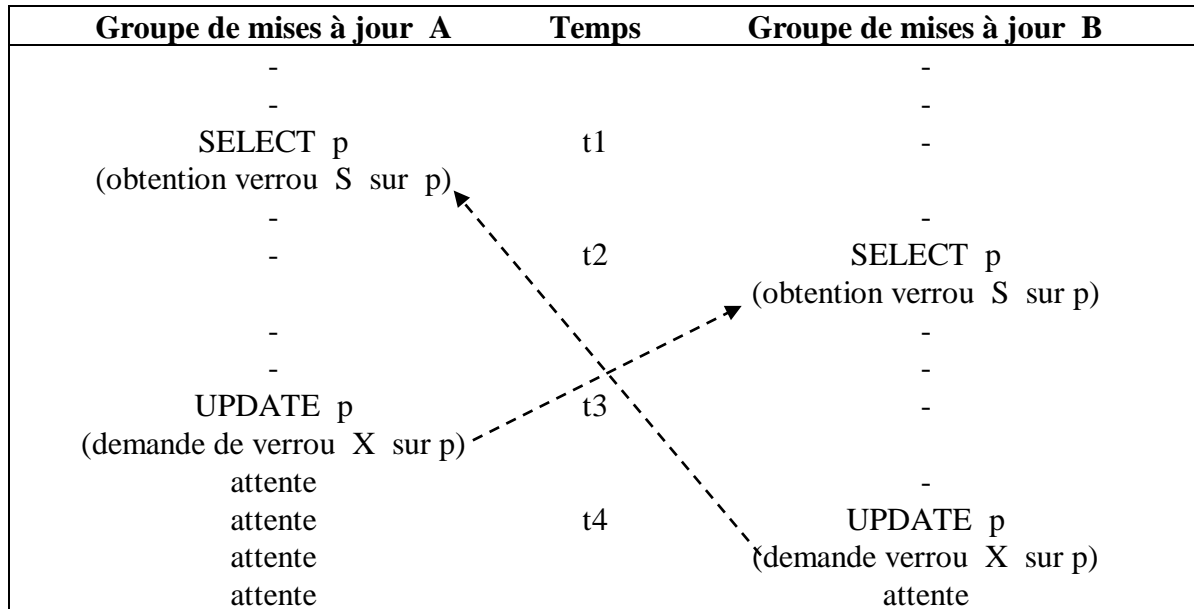 Groupe de mises à jour A Temps Groupe de mises à jour B
- -
- -
SELECT p t1 -
(obtention verrou S sur p)
- -
- t2 SELECT p
(obtention verrou S sur p)
- -
- -
UPDATE p t3 -
(demande de verrou X sur p)
attente -
attente t4 UPDATE p
attente (demande verrou X sur p)
attente attente